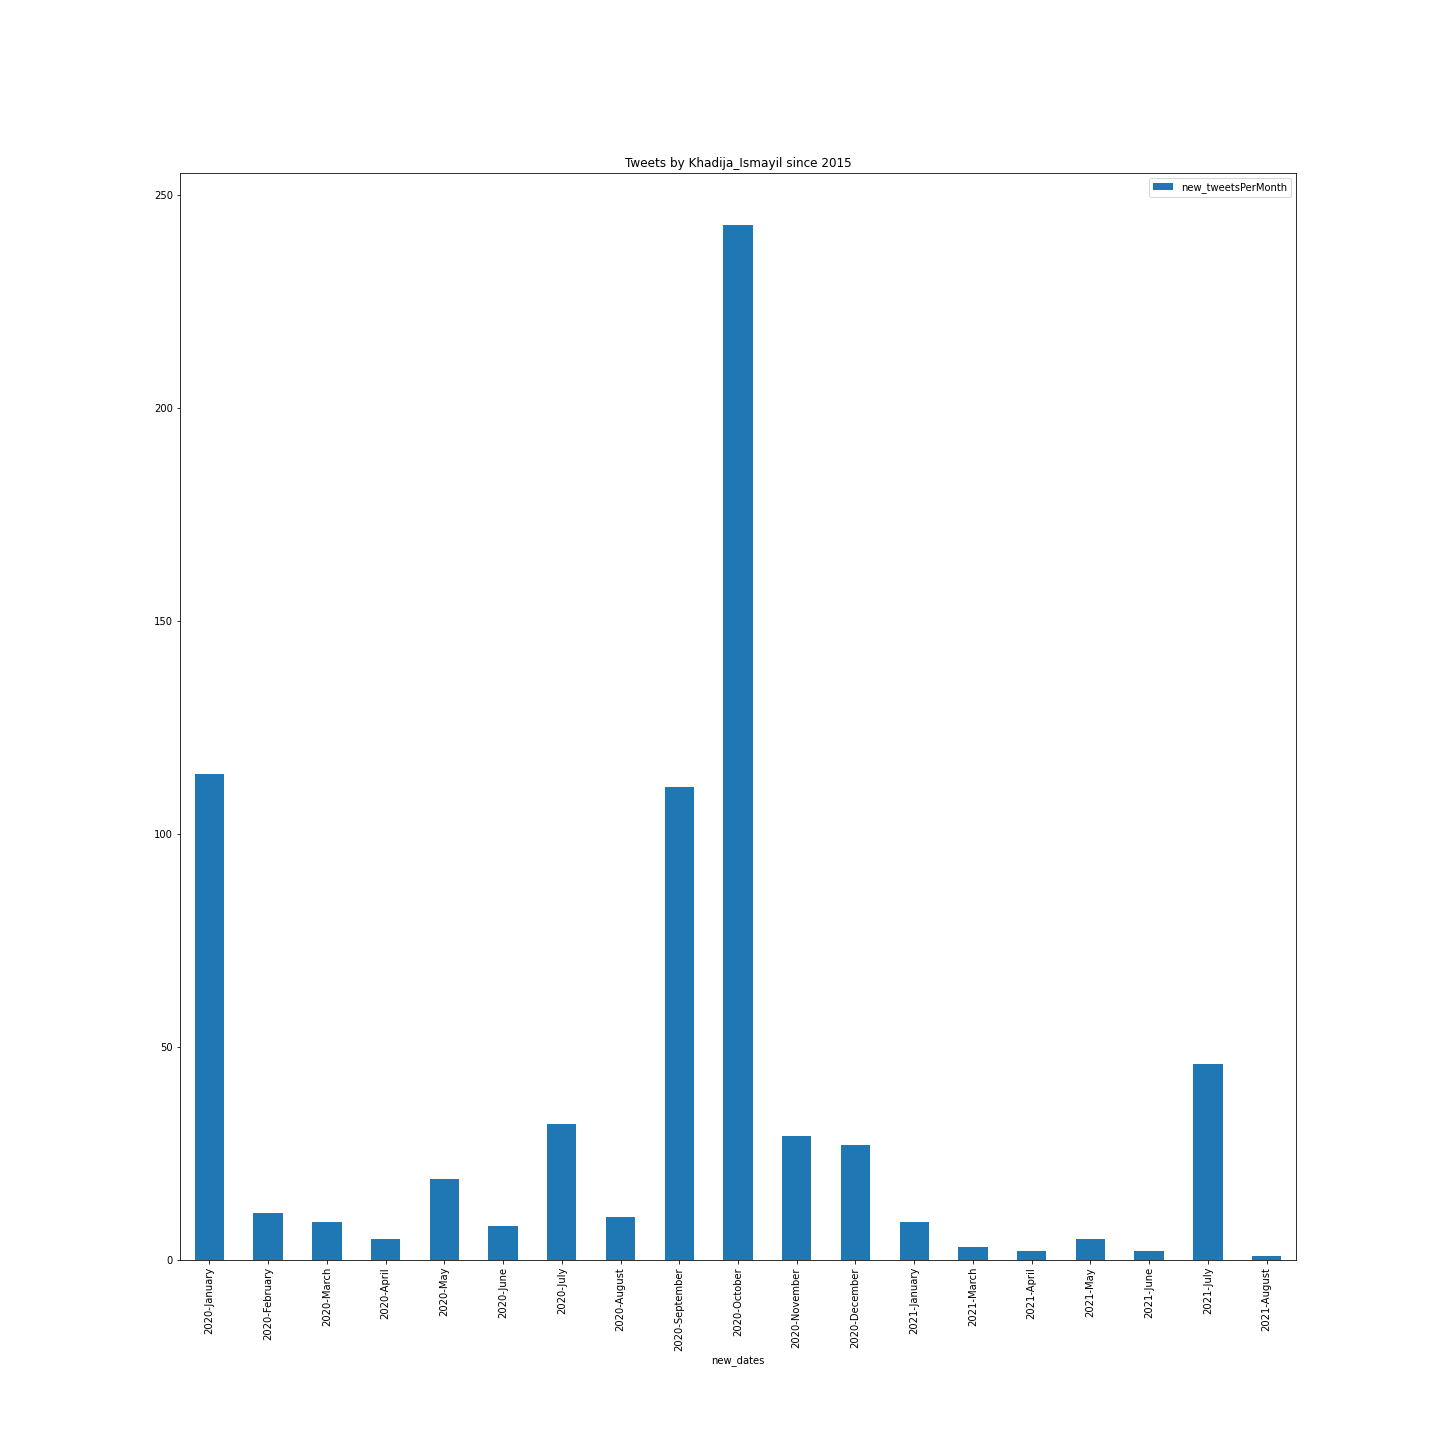 Tweets by Khadija_Ismayil since 2015
new_tweetsPerMonth
250
200
150
100
50
0
2020-January
2020-February
2020-March
2020-April
2020-May
2020-June
2020-July
2020-August
2020-September
2020-October
2020-November
2020-December
2021-January
2021-March
2021-April
2021-May
2021-June
2021-July
2021-August
new_dates